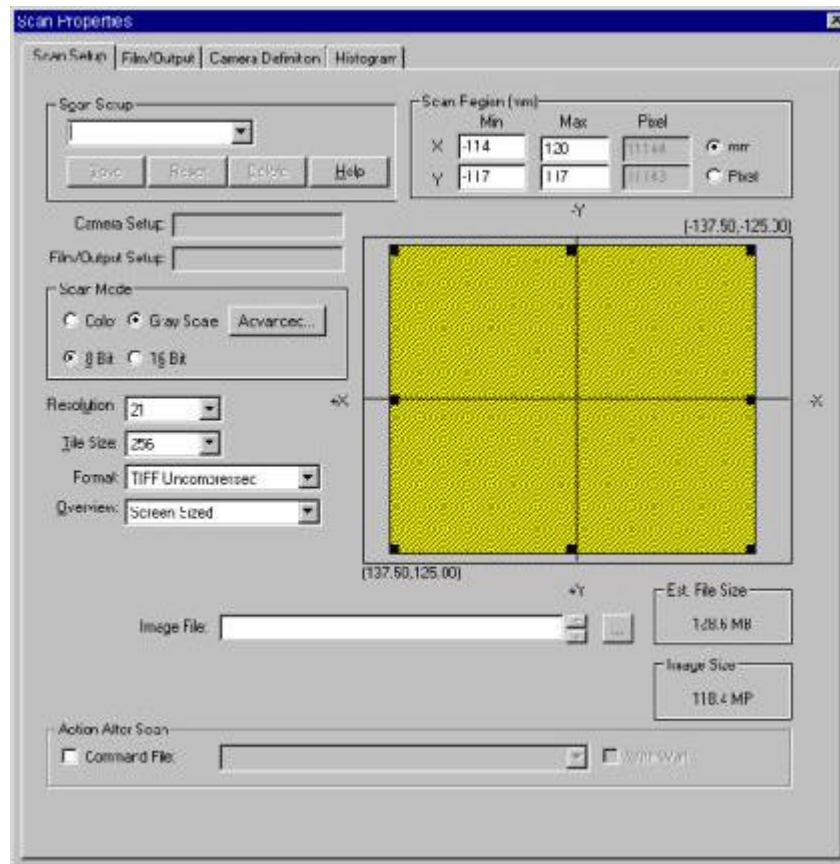 Scan Properties
Scan Setup Film/Output Camera Definition Histogram
Scan Setup
Save Reset Delete Help
Scan Region (mm)
Min Max Pixel
X -114 120 mm
Y -117 117 11143 Pixel
Camera Setup:
Film/Output Setup:
Scan Mode
Color Gray Scale Advanced...
8 Bit 16 Bit
Resolution: 21
Tile Size: 256
Format: TIFF Uncompressed
Overview: Screen Sized
-Y
(-137.50,-125.00)
+X
-X
(137.50,125.00)
+Y
Image File: ...
Est. File Size
128.6 MB
Image Size
118.4 MP
Action After Scan
Command File: